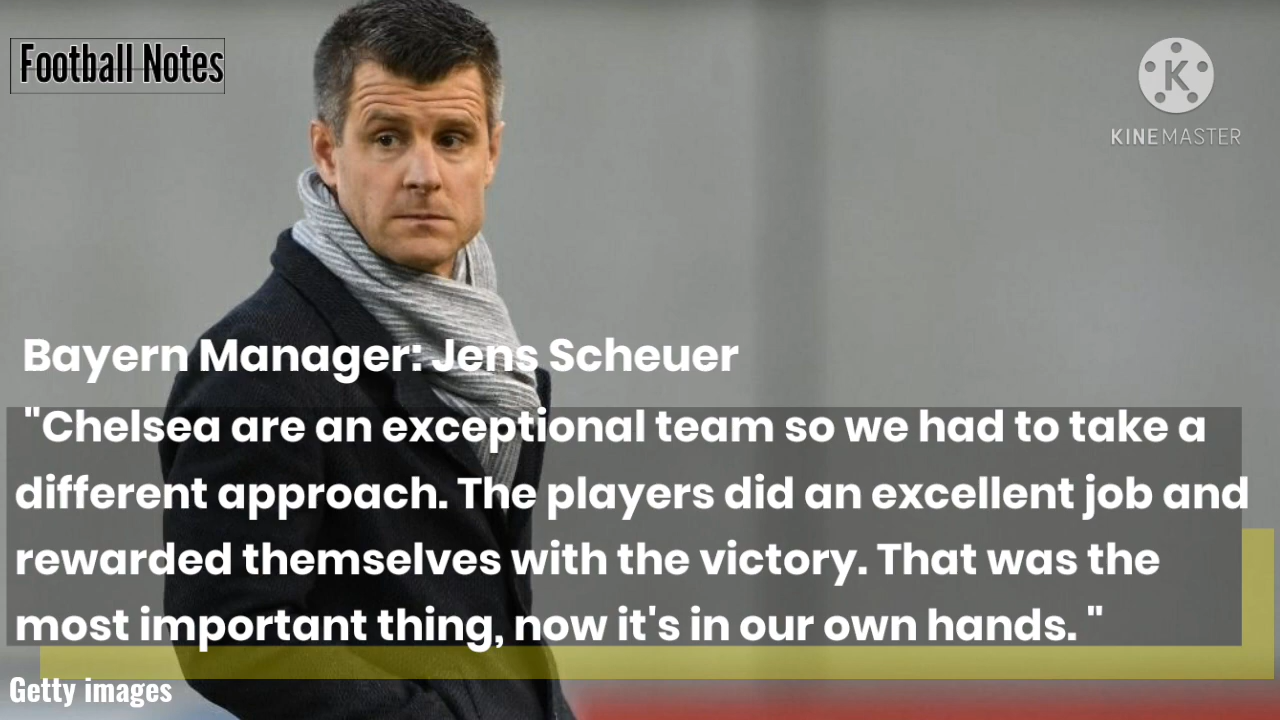 Football Notes
KINEMASTER
Bayern Manager: Jens Scheuer
"Chelsea are an exceptional team so we had to take a
different approach. The players did an excellent job and
rewarded themselves with the victory. That was the
most important thing, now it's in our own hands. "
Getty images